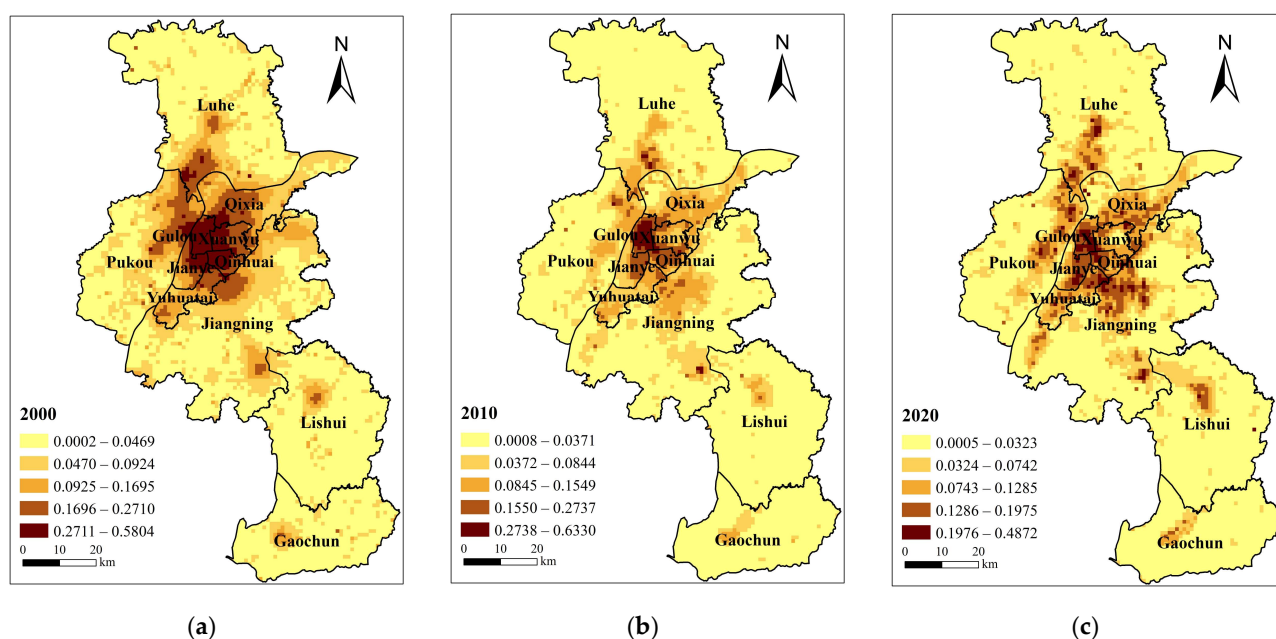 N
Luhe
Qixia
Gulou
Xuanwu
Pukou
Jianye
Qinhuai
Yuhuatai
Jiangning
2000
0.0002 – 0.0469
0.0470 – 0.0924
0.0925 – 0.1695
0.1696 – 0.2710
0.2711 – 0.5804
Lishui
Gaochun
0 10 20
km
(a)
N
Luhe
Qixia
Gulou
Xuanwu
Pukou
Jianye
Qinhuai
Yuhuatai
Jiangning
2010
0.0008 – 0.0371
0.0372 – 0.0844
0.0845 – 0.1549
0.1550 – 0.2737
0.2738 – 0.6330
Lishui
Gaochun
0 10 20
km
(b)
N
Luhe
Qixia
Gulou
Xuanwu
Pukou
Jianye
Qinhuai
Yuhuatai
Jiangning
2020
0.0005 – 0.0323
0.0324 – 0.0742
0.0743 – 0.1285
0.1286 – 0.1975
0.1976 – 0.4872
Lishui
Gaochun
0 10 20
km
(c)